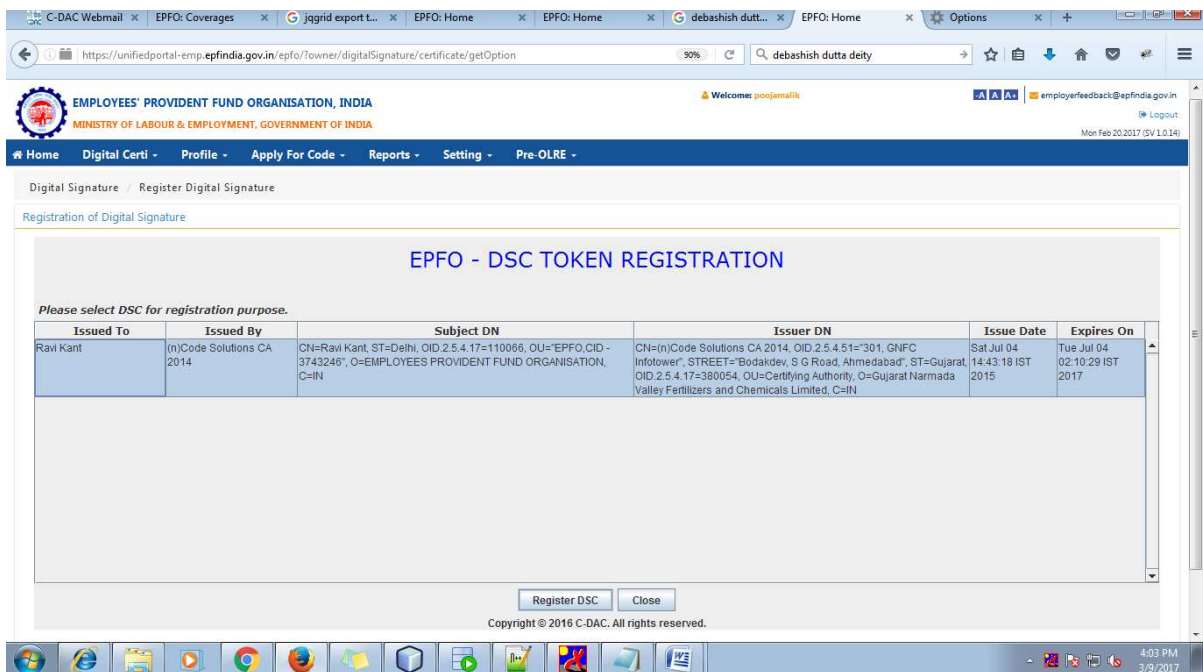 C-DAC Webmail × EPFO: Coverages × jqgrid export t... × EPFO: Home × EPFO: Home × debashish dutt... × EPFO: Home × Options × +
https://unifiedportal-emp.epfindia.gov.in/epfo/?owner/digitalSignature/certificate/getOption 90% debashish dutta deity
EMPLOYEES' PROVIDENT FUND ORGANISATION, INDIA
MINISTRY OF LABOUR & EMPLOYMENT, GOVERNMENT OF INDIA
Welcome: poojamalik
-A A A+ employerfeedback@epfindia.gov.in
Logout
Mon Feb 20,2017 (SV 1.0.14)
Home Digital Certi Profile Apply For Code Reports Setting Pre-OLRE
Digital Signature / Register Digital Signature
Registration of Digital Signature
EPFO - DSC TOKEN REGISTRATION
Please select DSC for registration purpose.
Issued To Issued By Subject DN Issuer DN Issue Date Expires On
Ravi Kant
(n)Code Solutions CA
2014
CN=Ravi Kant, ST=Delhi, OID.2.5.4.17=110066, OU="EPFO,CID -
3743246", O=EMPLOYEES PROVIDENT FUND ORGANISATION,
C=IN
CN=(n)Code Solutions CA 2014, OID.2.5.4.51="301, GNFC
Infotower", STREET="Bodakdev, S G Road, Ahmedabad", ST=Gujarat,
OID.2.5.4.17=380054, OU=Certifying Authority, O=Gujarat Narmada
Valley Fertilizers and Chemicals Limited, C=IN
Sat Jul 04
14:43:18 IST
2015
Tue Jul 04
02:10:29 IST
2017
Register DSC Close
Copyright © 2016 C-DAC. All rights reserved.
4:03 PM
3/9/2017